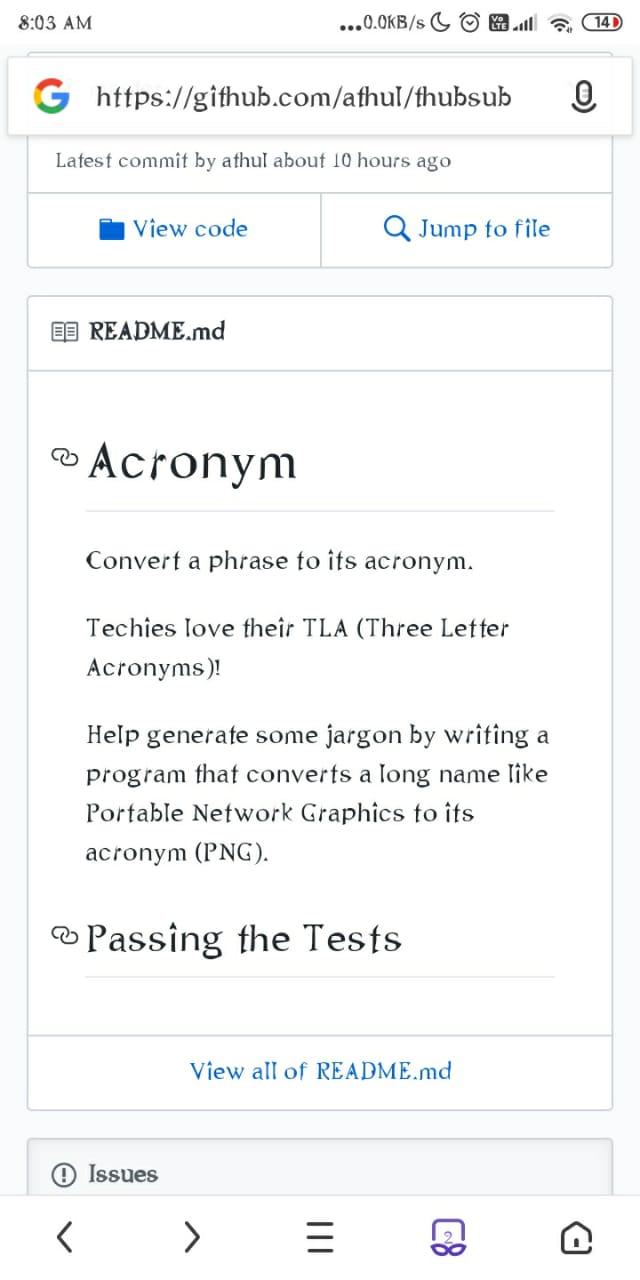 8:03 AM
...0.0KB/s Vo LTE 14
https://github.com/athul/thubsub
Latest commit by athul about 10 hours ago
View code
Jump to file
README.md
Acronym
Convert a phrase to its acronym.
Techies love their TLA (Three Letter
Acronyms)!
Help generate some jargon by writing a
program that converts a long name like
Portable Network Graphics to its
acronym (PNG).
Passing the Tests
View all of README.md
Issues
2